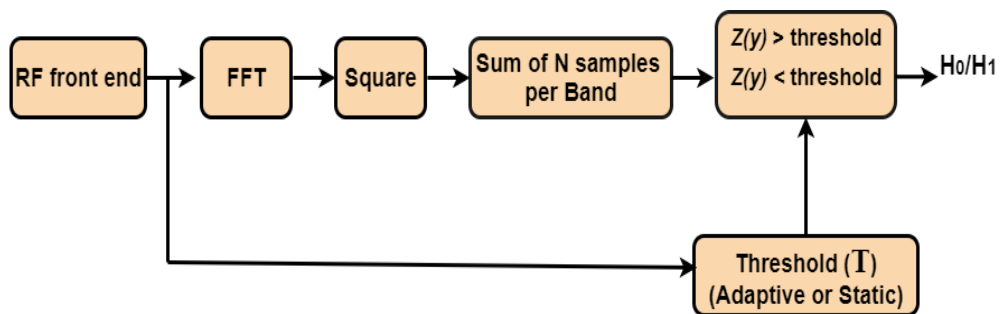 RF front end
FFT
Square
Sum of N samples
per Band
Z(y) > threshold
Z(y) < threshold
H0/H1
Threshold (T)
(Adaptive or Static)